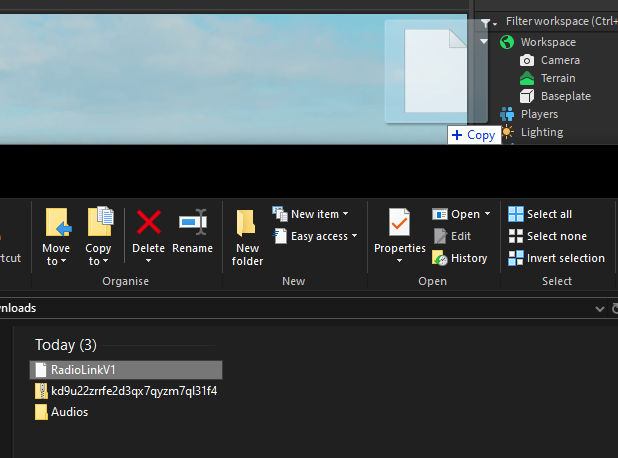 Filter workspace (Ctrl+
Workspace
Camera
Terrain
Baseplate
Players
Lighting
+ Copy
Move to
Copy to
Delete
Rename
New folder
New item
Easy access
Properties
Open
Edit
History
Select all
Select none
Invert selection
rtcut
Organise
New
Open
Select
wnloads
Today (3)
RadioLinkV1
kd9u22zrrfe2d3qx7qyzm7ql31f4
Audios